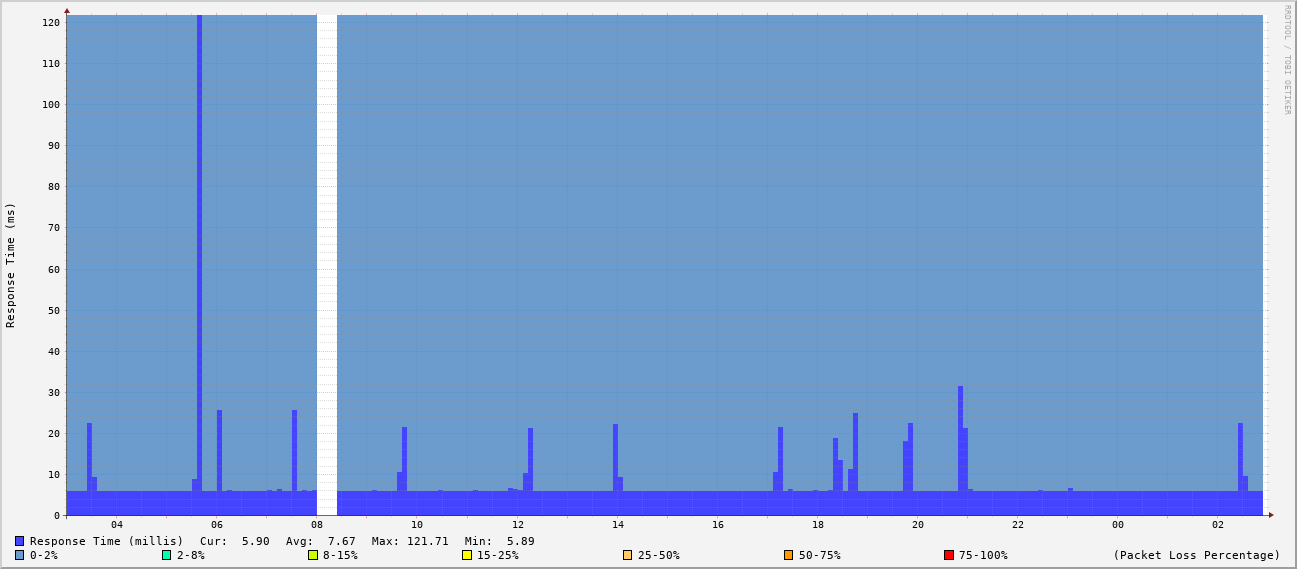 RRDTOOL / TOBI OETIKER
Response Time (ms)
120
110
100
90
80
70
60
50
40
30
20
10
0
04 06 08 10 12 14 16 18 20 22 00 02
Response Time (millis) Cur: 5.90 Avg: 7.67 Max: 121.71 Min: 5.89
0-2% 2-8% 8-15% 15-25% 25-50% 50-75% 75-100% (Packet Loss Percentage)